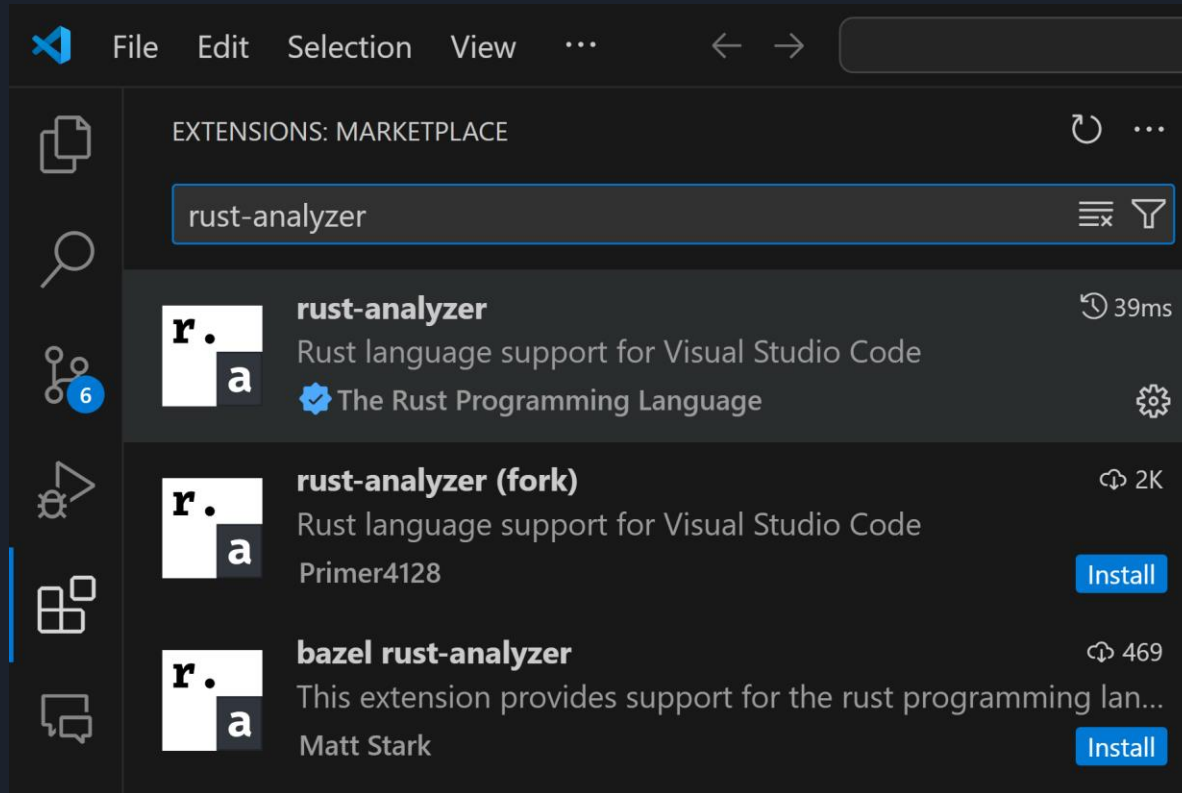 File Edit Selection View ···
EXTENSIONS: MARKETPLACE
rust-analyzer
r. a
rust-analyzer 39ms
Rust language support for Visual Studio Code
The Rust Programming Language
r. a
rust-analyzer (fork) 2K
Rust language support for Visual Studio Code
Primer4128 Install
6
r. a
bazel rust-analyzer 469
This extension provides support for the rust programming lan...
Matt Stark Install